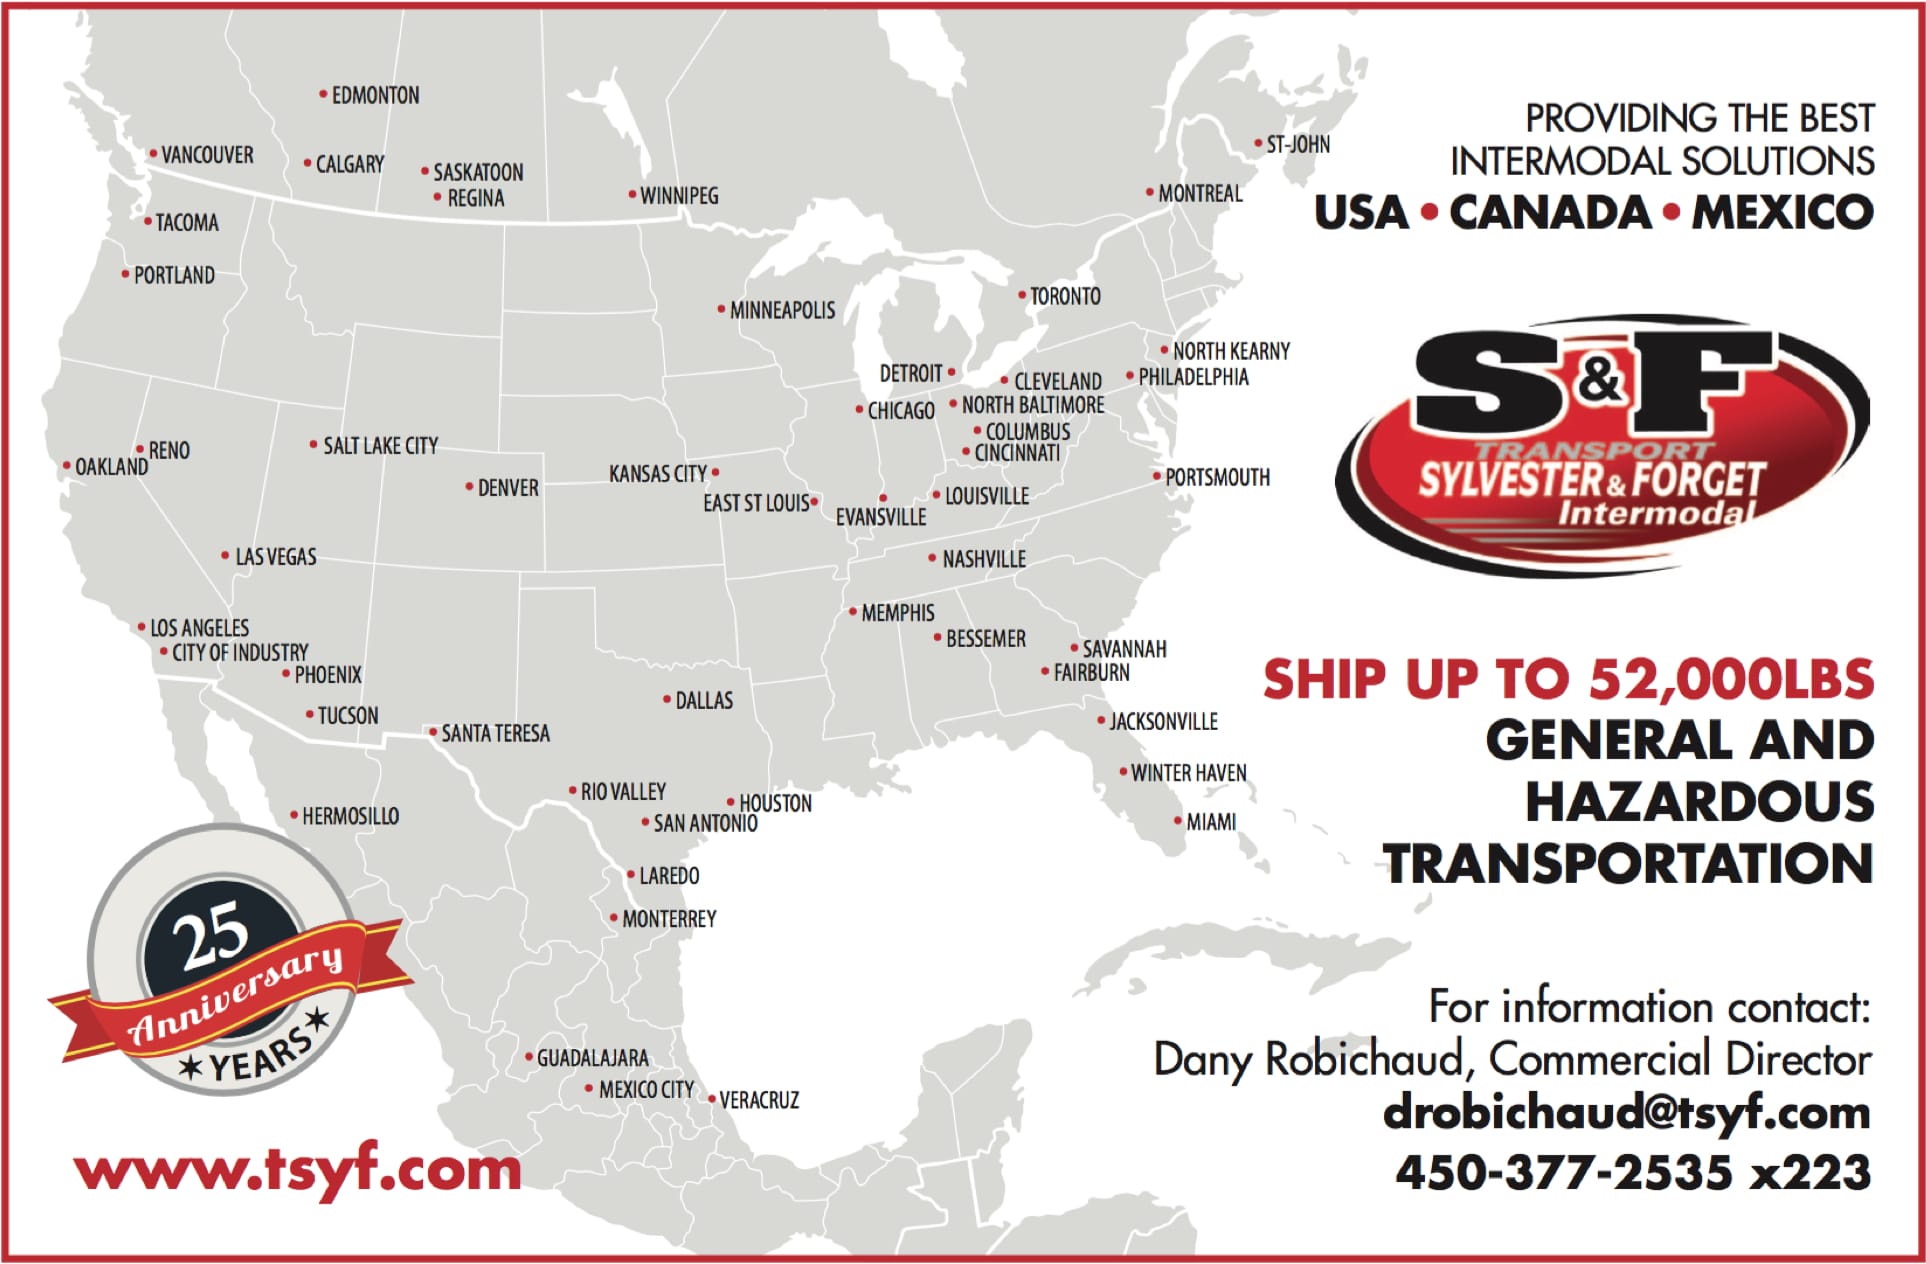 EDMONTON
VANCOUVER
CALGARY
SASKATOON
REGINA
WINNIPEG
ST-JOHN
MONTREAL
TACOMA
PORTLAND
MINNEAPOLIS
TORONTO
NORTH KEARNY
PHILADELPHIA
DETROIT
CLEVELAND
CHICAGO
NORTH BALTIMORE
COLUMBUS
CINCINNATI
RENO
OAKLAND
SALT LAKE CITY
DENVER
KANSAS CITY
EAST ST LOUIS
EVANSVILLE
LOUISVILLE
PORTSMOUTH
LAS VEGAS
NASHVILLE
MEMPHIS
BESSEMER
LOS ANGELES
CITY OF INDUSTRY
PHOENIX
TUCSON
SANTA TERESA
DALLAS
SAVANNAH
FAIRBURN
JACKSONVILLE
WINTER HAVEN
MIAMI
RIO VALLEY
HOUSTON
SAN ANTONIO
HERMOSILLO
LAREDO
MONTERREY
GUADALAJARA
MEXICO CITY
VERACRUZ
PROVIDING THE BEST
INTERMODAL SOLUTIONS
USA • CANADA • MEXICO
S&F
TRANSPORT
SYLVESTER & FORGET
Intermodal
SHIP UP TO 52,000LBS
GENERAL AND
HAZARDOUS
TRANSPORTATION
25
Anniversary
YEARS
www.tsyf.com
For information contact:
Dany Robichaud, Commercial Director
drobichaud@tsyf.com
450-377-2535 x223